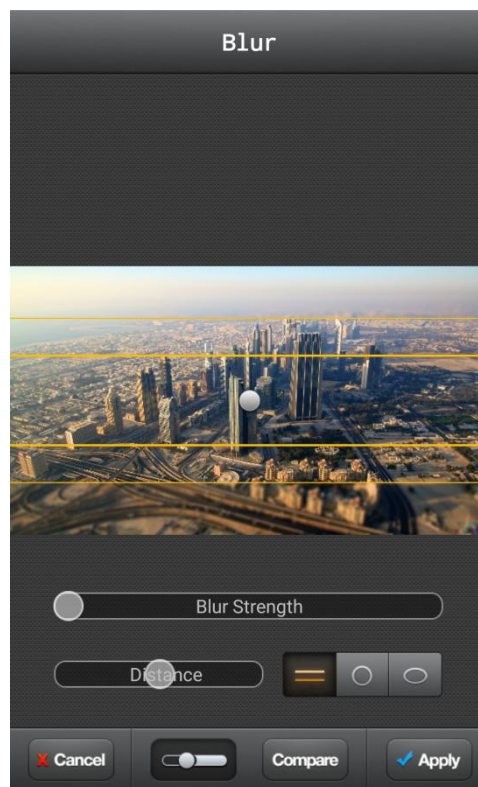 Blur
Blur Strength
Distance
X Cancel
Compare
Apply